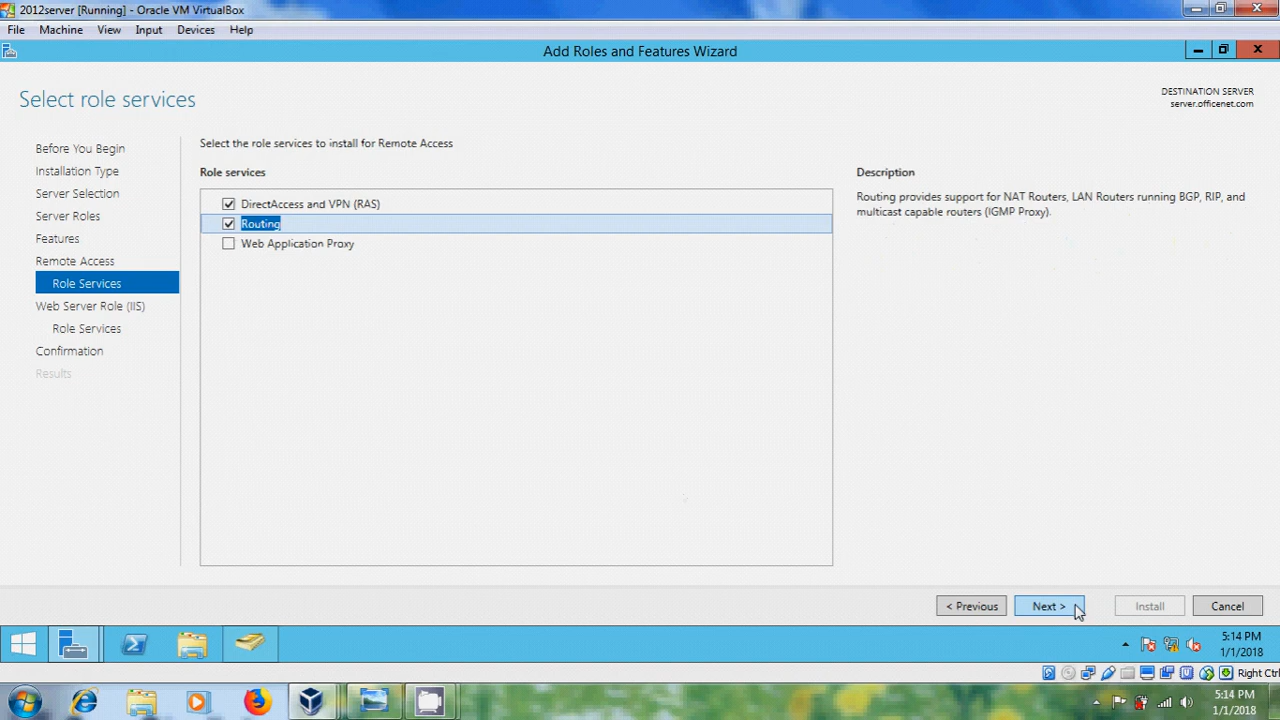 2012server [Running] - Oracle VM VirtualBox
File Machine View Input Devices Help
Add Roles and Features Wizard
Select role services
DESTINATION SERVER
server.officenet.com
Before You Begin
Installation Type
Server Selection
Server Roles
Features
Remote Access
Role Services
Web Server Role (IIS)
Role Services
Confirmation
Results
Select the role services to install for Remote Access
Role services
DirectAccess and VPN (RAS)
Routing
Web Application Proxy
Description
Routing provides support for NAT Routers, LAN Routers running BGP, RIP, and
multicast capable routers (IGMP Proxy).
< Previous
Next >
Install
Cancel
5:14 PM
1/1/2018
Right Ctrl
5:14 PM
1/1/2018